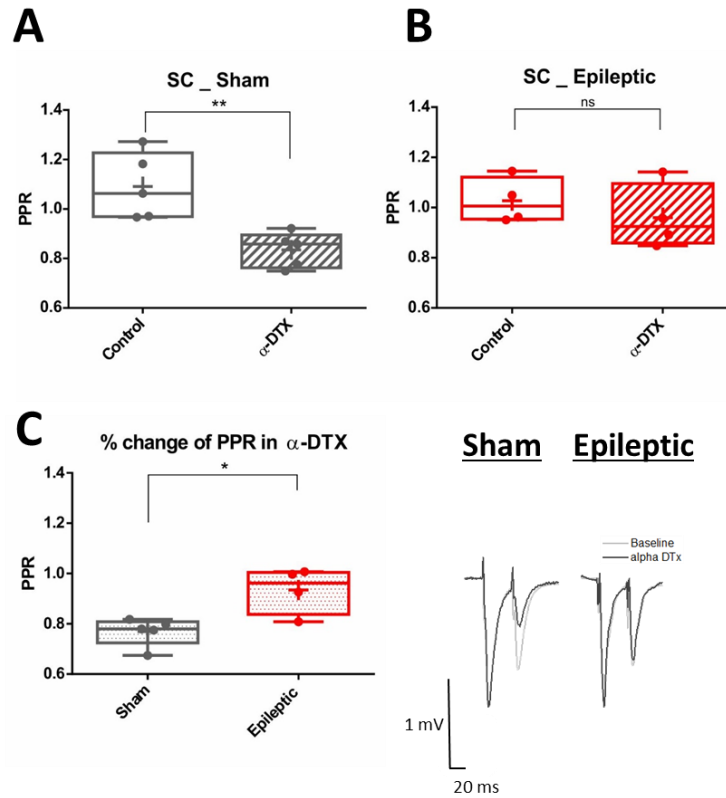 A
SC _ Sham
**
1.4
1.2
1.0
0.8
0.6
PPR
Control
α-DTX
B
SC _ Epileptic
ns
1.4
1.2
1.0
0.8
0.6
PPR
Control
α-DTX
C
% change of PPR in α-DTX
*
1.4
1.2
1.0
0.8
0.6
PPR
Sham
Epileptic
Sham
Epileptic
Baseline
alpha DTx
1 mV
20 ms